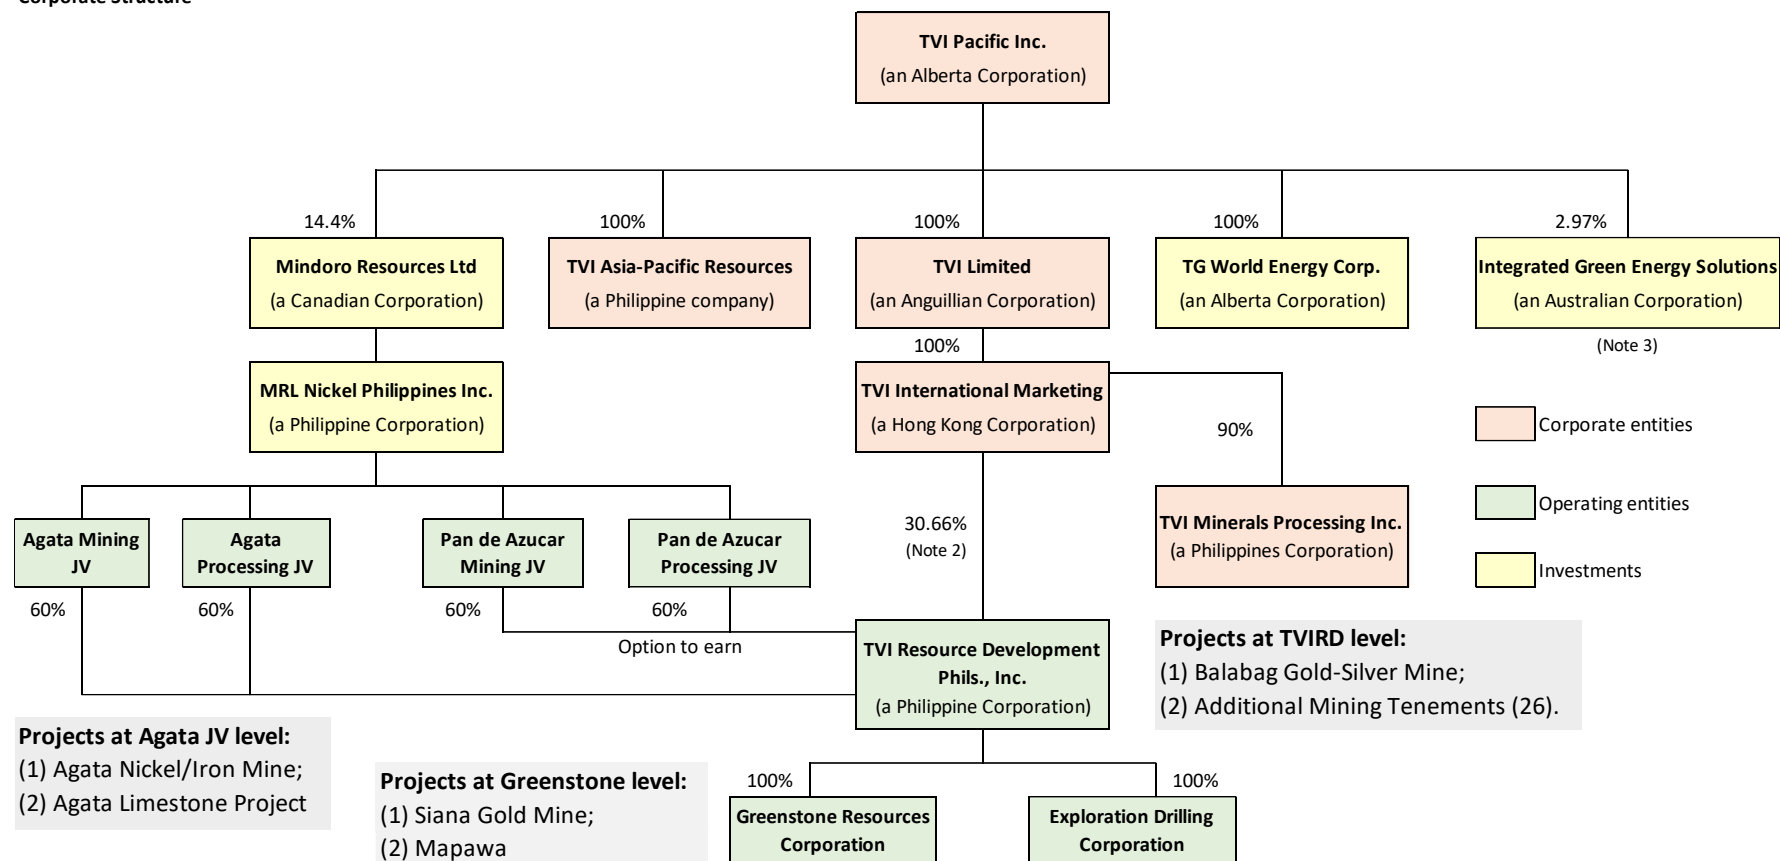 Corporate Structure
TVI Pacific Inc.
(an Alberta Corporation)
14.4%
100%
100%
100%
2.97%
Mindoro Resources Ltd
(a Canadian Corporation)
TVI Asia-Pacific Resources
(a Philippine company)
TVI Limited
(an Anguillian Corporation)
TG World Energy Corp.
(an Alberta Corporation)
Integrated Green Energy Solutions
(an Australian Corporation)
(Note 3)
100%
MRL Nickel Philippines Inc.
(a Philippine Corporation)
TVI International Marketing
(a Hong Kong Corporation)
90%
Corporate entities
Operating entities
Investments
Agata Mining
JV
Agata
Processing JV
Pan de Azucar
Mining JV
Pan de Azucar
Processing JV
30.66%
(Note 2)
TVI Minerals Processing Inc.
(a Philippines Corporation)
60%
60%
60%
60%
Option to earn
TVI Resource Development
Phils., Inc.
(a Philippine Corporation)
Projects at TVIRD level:
(1) Balabag Gold-Silver Mine;
(2) Additional Mining Tenements (26).
Projects at Agata JV level:
(1) Agata Nickel/Iron Mine;
(2) Agata Limestone Project
Projects at Greenstone level:
(1) Siana Gold Mine;
(2) Mapawa
100%
100%
Greenstone Resources
Corporation
Exploration Drilling
Corporation